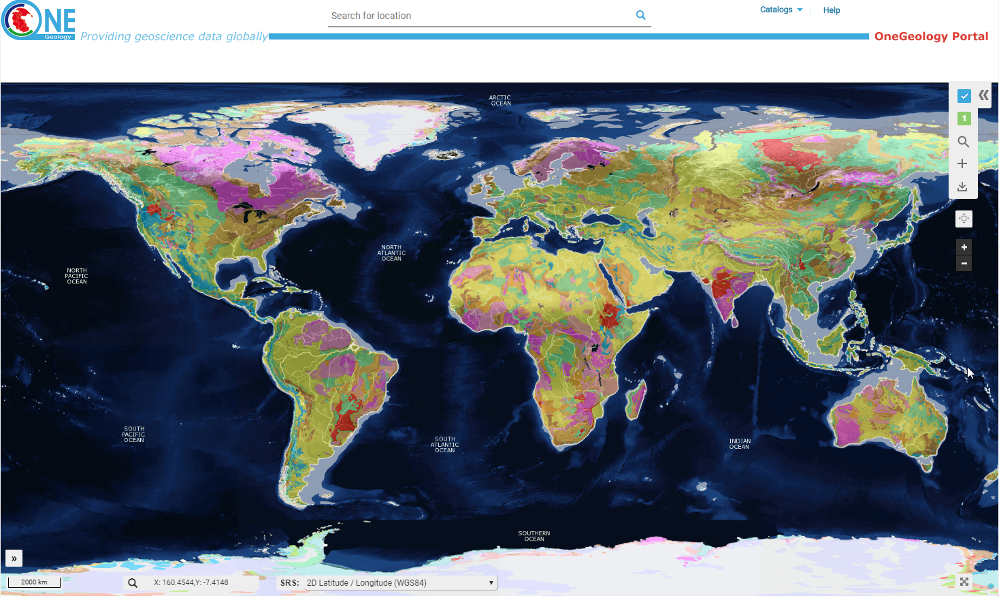 ONE
Geology
Providing geoscience data globally
Search for location
Catalogs
Help
OneGeology Portal
1
ARCTIC
OCEAN
NORTH
ATLANTIC
OCEAN
NORTH
PACIFIC
OCEAN
SOUTH
PACIFIC
OCEAN
SOUTH
ATLANTIC
OCEAN
INDIAN
OCEAN
SOUTHERN
OCEAN
2000 km
X: 160.4544,Y: -7.4148
SRS:
2D Latitude / Longitude (WGS84)